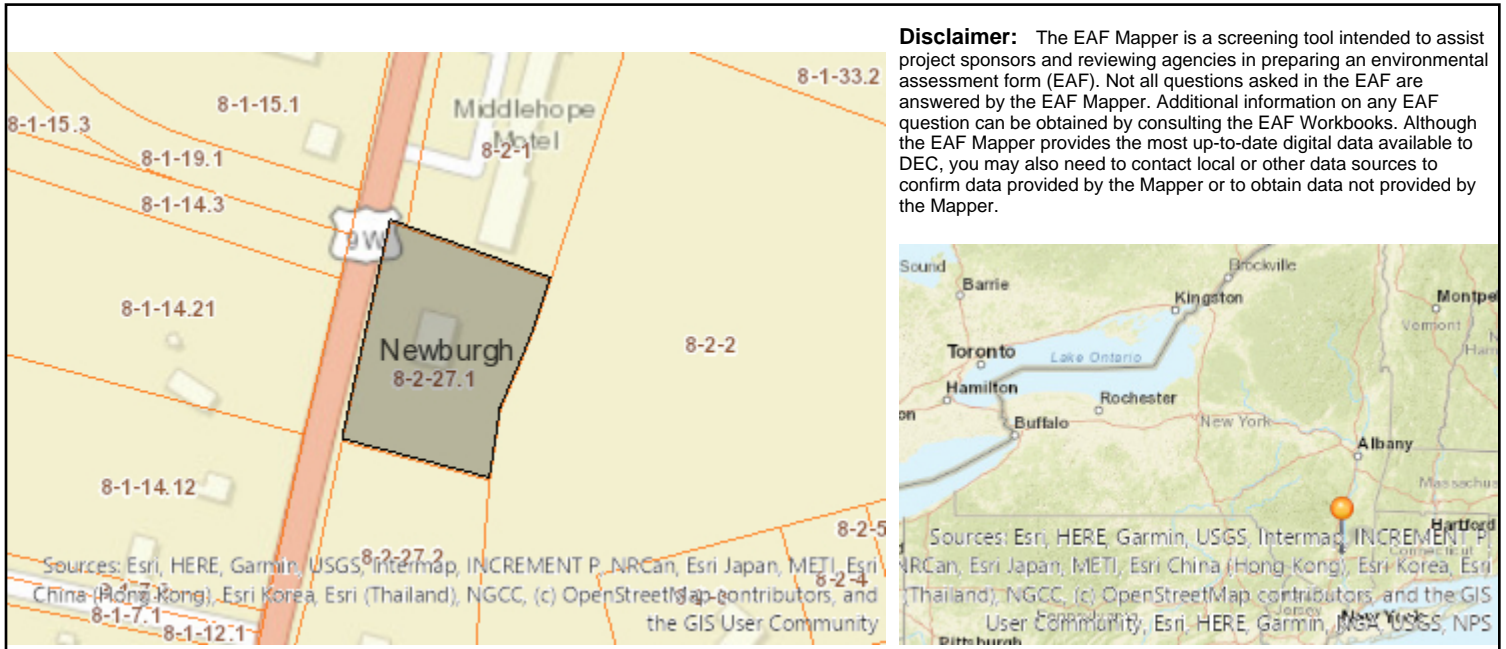 8-1-33.2
8-1-15.1
Middlehope
Motel
8-2-1
8-1-15.3
8-1-19.1
8-1-14.3
9W
8-1-14.21
8-2-2
Newburgh
8-2-27.1
8-1-14.12
8-2-5
8-2-27.2
8-2-4
Sources: Esri, HERE, Garmin, USGS, Intermap, INCREMENT P, NRCan, Esri Japan, METI, Esri
China (Hong Kong), Esri Korea, Esri (Thailand), NGCC, (c) OpenStreetMap contributors, and
the GIS User Community
8-1-7.1
8-1-12.1
Disclaimer: The EAF Mapper is a screening tool intended to assist
project sponsors and reviewing agencies in preparing an environmental
assessment form (EAF). Not all questions asked in the EAF are
answered by the EAF Mapper. Additional information on any EAF
question can be obtained by consulting the EAF Workbooks. Although
the EAF Mapper provides the most up-to-date digital data available to
DEC, you may also need to contact local or other data sources to
confirm data provided by the Mapper or to obtain data not provided by
the Mapper.
Sound
Barrie
Brockville
Kingston
Montpe
Vermont
Toronto
Lake Ontario
Hamilton
Rochester
Buffalo
New York
Albany
Massachus
Hartford
Connecticut
Sources: Esri, HERE, Garmin, USGS, Intermap, INCREMENT P,
NRCan, Esri Japan, METI, Esri China (Hong Kong), Esri Korea, Esri
(Thailand), NGCC, (c) OpenStreetMap contributors, and the GIS
User Community, Esri, HERE, Garmin, NGA, USGS, NPS
Pennsylvania
Jersey
New York
Pittsburgh